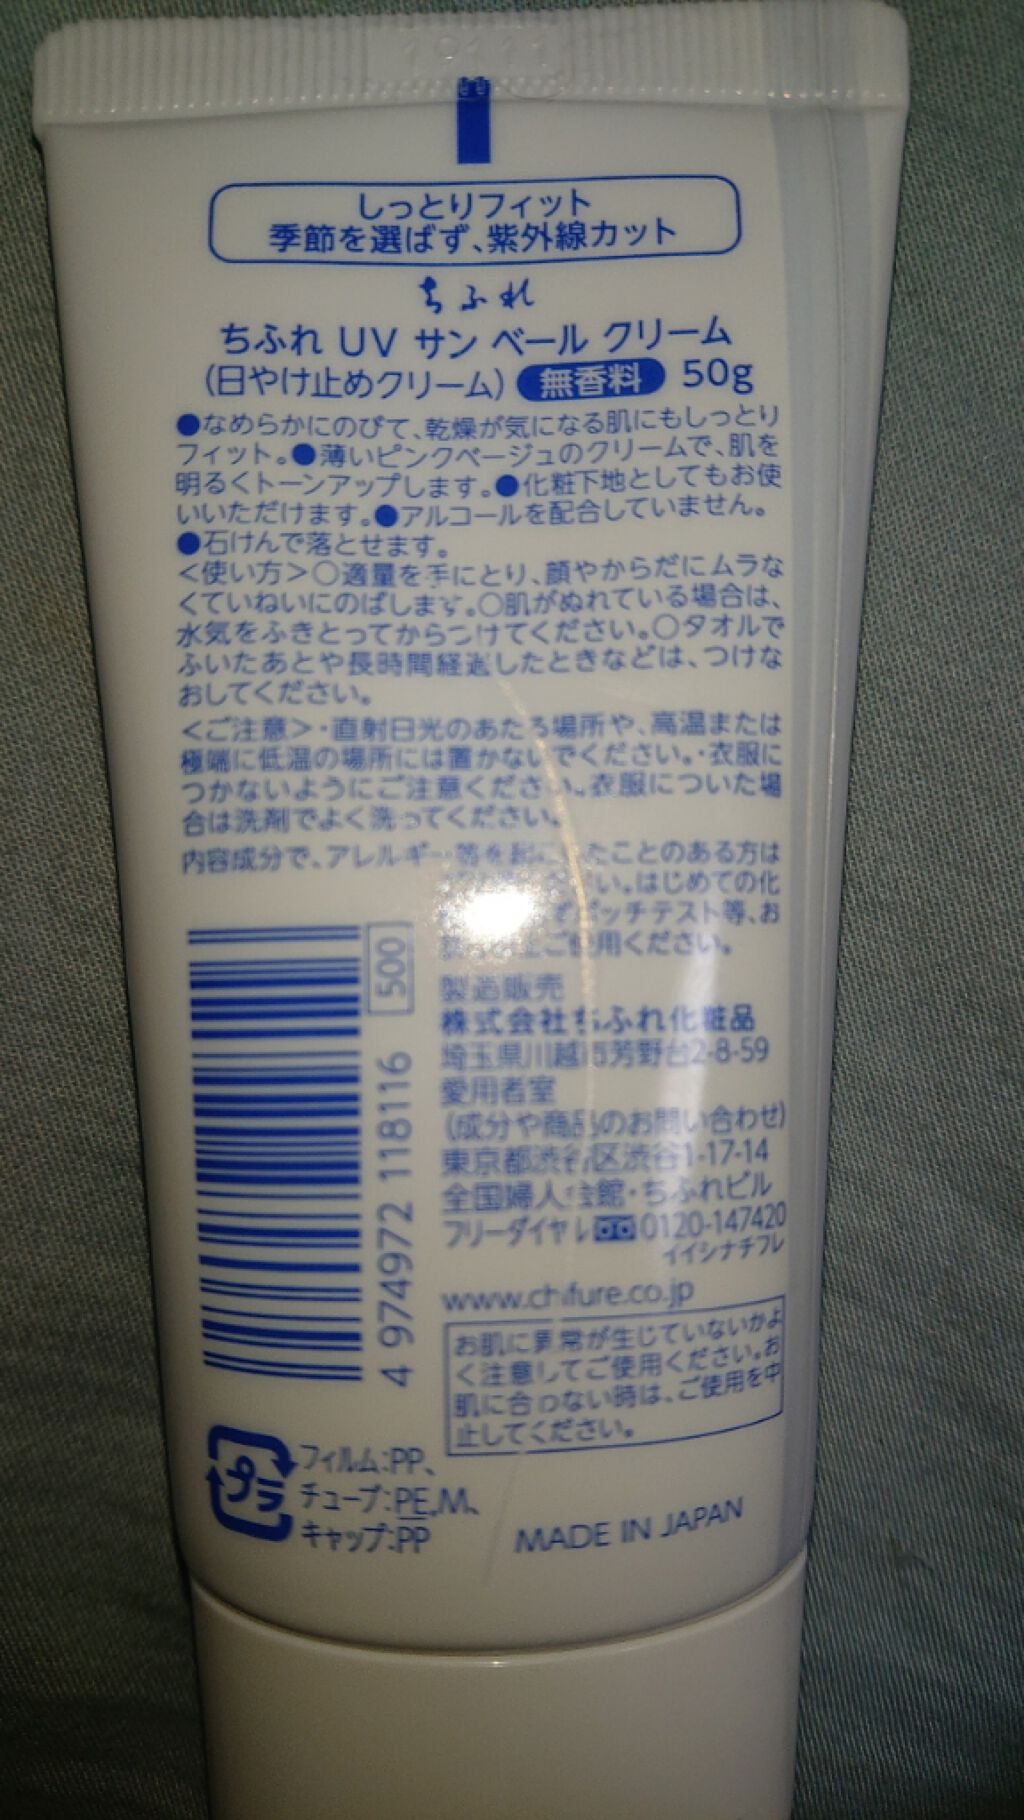 しっとりフィット
季節を選ばず、紫外線カット
ちふれ
ちふれ UV サン ベール クリーム
(日やけ止めクリーム) 無香料 50g
●なめらかにのびて、乾燥が気になる肌にもしっとり
フィット。●薄いピンクベージュのクリームで、肌を
明るくトーンアップします。●化粧下地としてもお使
いいただけます。●アルコールを配合していません。
●石けんで落とせます。
<使い方>○適量を手にとり、顔やからだにムラな
くていねいにのばします。○肌がぬれている場合は、
水気をふきとってからつけてください。○タオルで
ふいたあとや長時間経過したときなどは、つけな
おしてください。
<ご注意>・直射日光のあたる場所や、高温または
極端に低温の場所には置かないでください。・衣服に
つかないようにご注意ください。衣服についた場
合は洗剤でよく洗ってください。
内容成分で、アレルギー等を たことのある方は
い。はじめての化
パッチテスト等、お
ご使用ください。
500
4 974972 118116
製造販売
株式会社ちふれ化粧品
埼玉県川越市芳野台2-8-59
愛用者室
(成分や商品のお問い合わせ)
東京都渋谷区渋谷1-17-14
全国婦人会館・ちふれビル
フリーダイヤル 0120-147420
イイシナチフレ
www.chifure.co.jp
お肌に異常が生じていないかよ
く注意してご使用ください。お
肌に合わない時は、ご使用を中
止してください。
プラ
フィルム:PP、
チューブ:PE,M、
キャップ:PP
MADE IN JAPAN